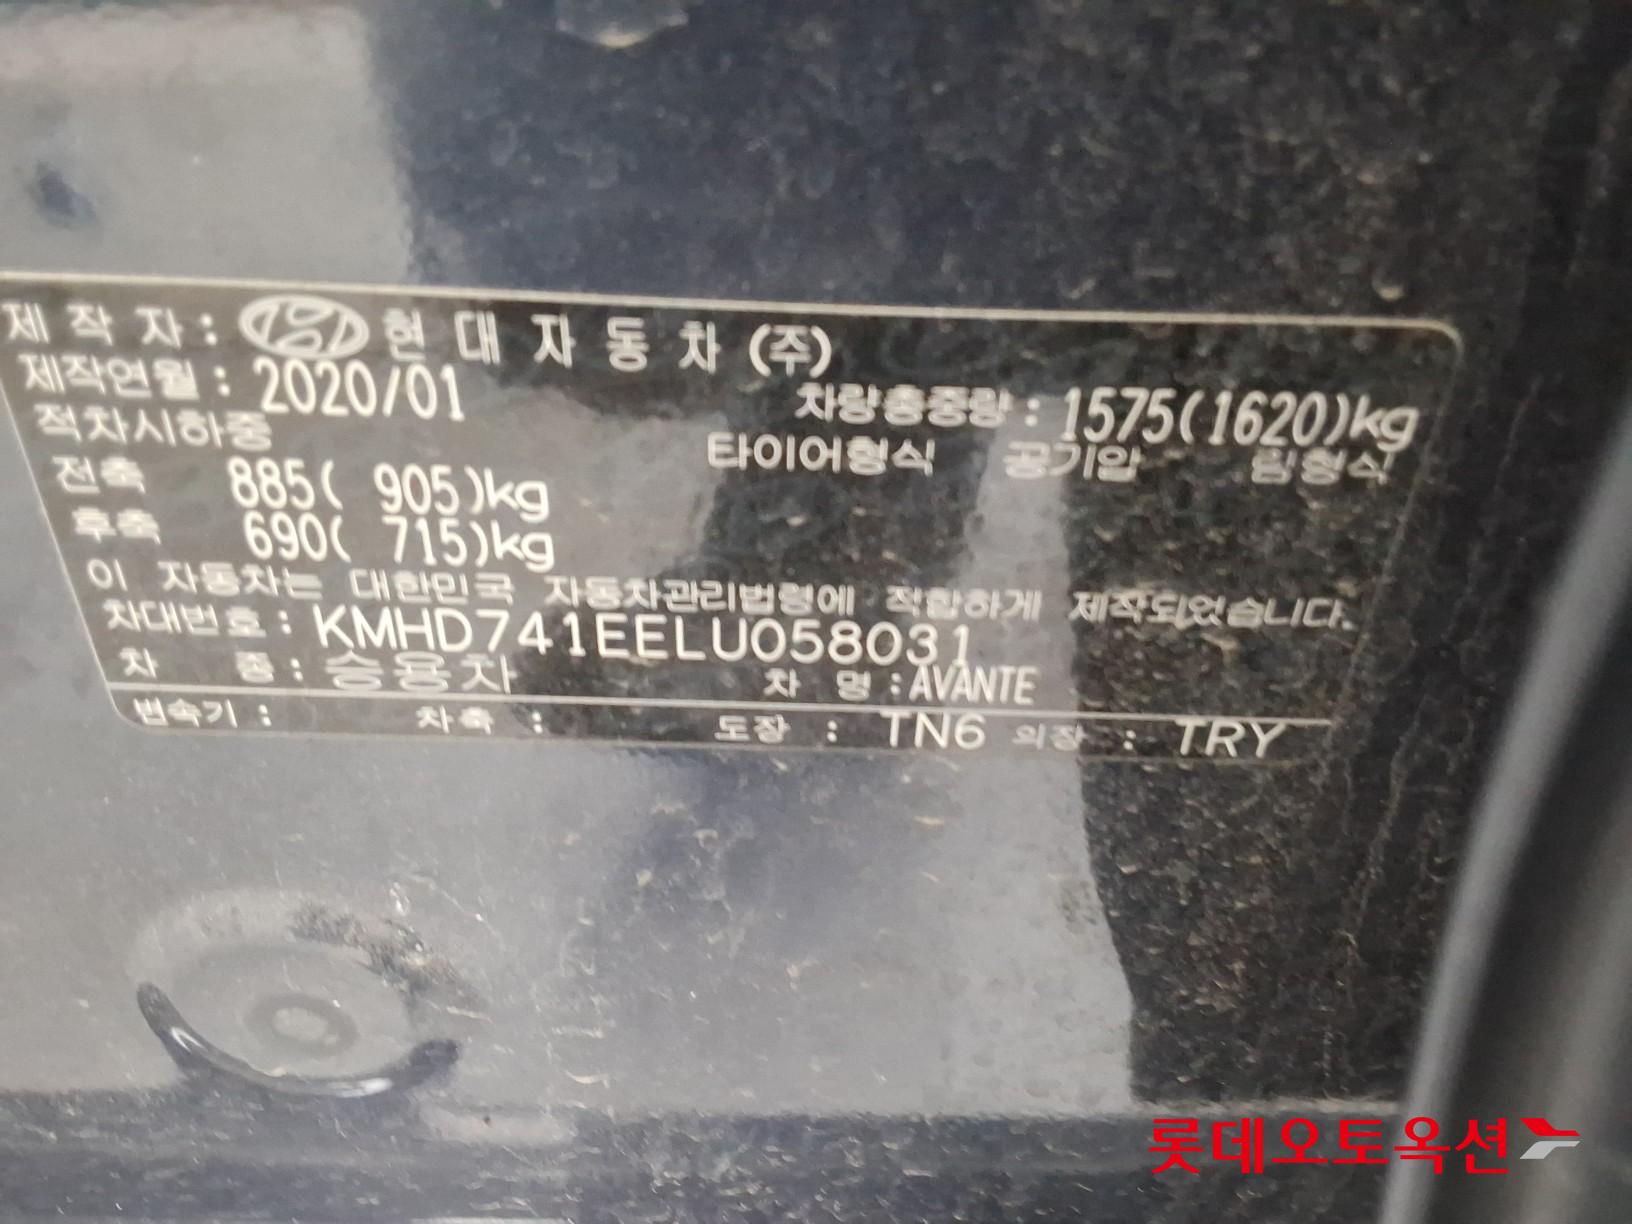 제 작 자 : 현 대 자 동 차 (주)
제작연월 : 2020/01
차량총중량 : 1575(1620)kg
적차시하중
타이어형식 공기압 림형식
전축 885( 905)kg
후축 690( 715)kg
이 자동차는 대한민국 자동차관리법령에 적합하게 제작되었습니다.
차대번호 : KMHD741EELU058031
차 종 : 승용차 차 명 : AVANTE
변속기 : 차축 : 도장 : TN6 의장 : TRY
롯데오토옥션